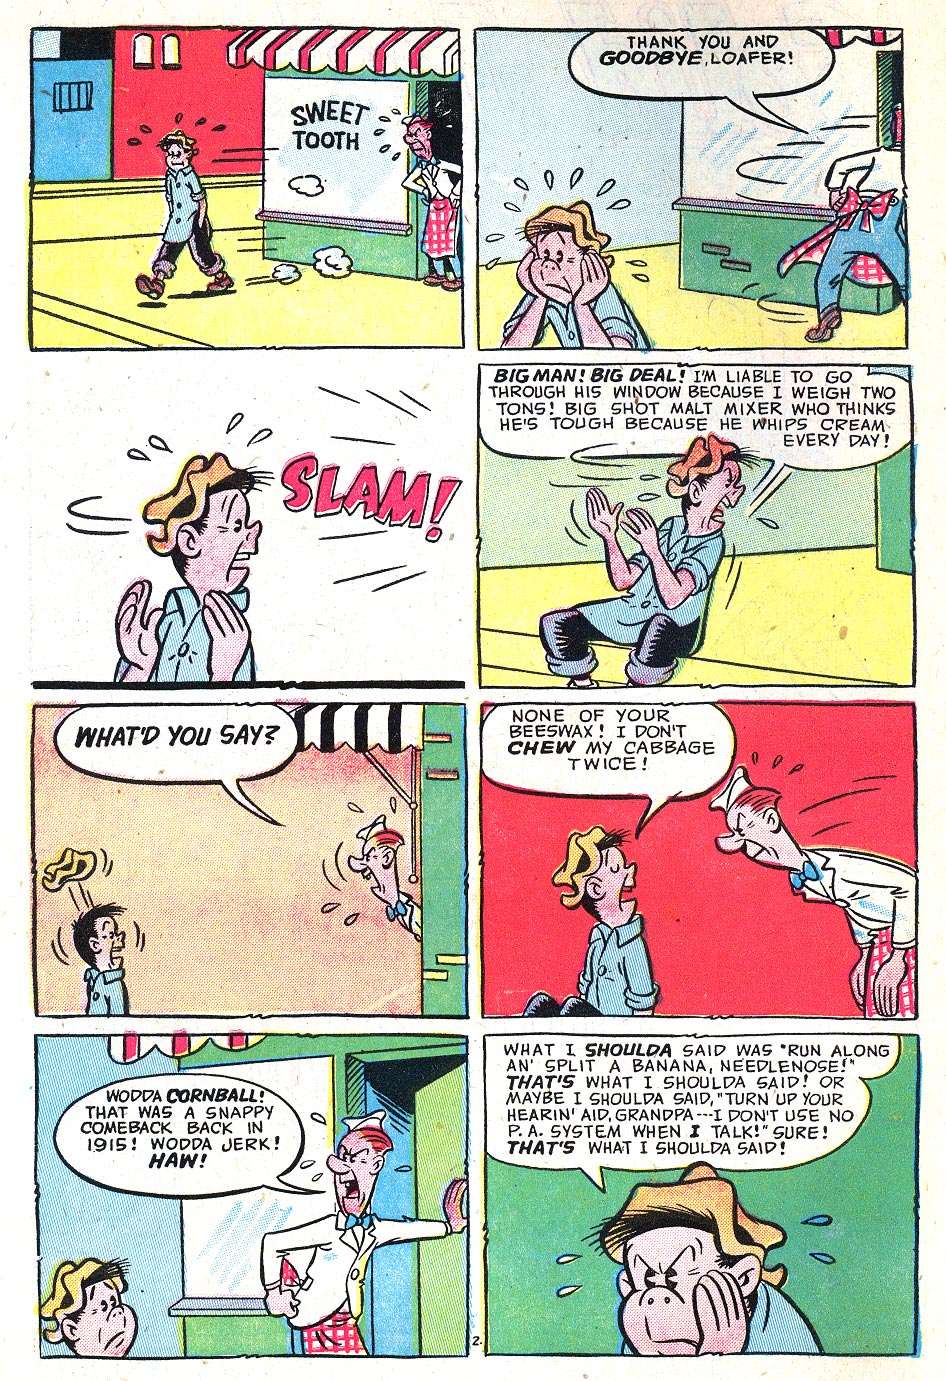 SWEET
TOOTH
THANK YOU AND
GOODBYE, LOAFER!
SLAM!
BIG MAN! BIG DEAL! I'M LIABLE TO GO
THROUGH HIS WINDOW BECAUSE I WEIGH TWO
TONS! BIG SHOT MALT MIXER WHO THINKS
HE'S TOUGH BECAUSE HE WHIPS CREAM
EVERY DAY!
WHAT'D YOU SAY?
NONE OF YOUR
BEESWAX! I DON'T
CHEW MY CABBAGE
TWICE!
WODDA CORNBALL!
THAT WAS A SNAPPY
COMEBACK BACK IN
1915! WODDA JERK!
HAW!
WHAT I SHOULDA SAID WAS "RUN ALONG
AN' SPLIT A BANANA, NEEDLENOSE!"
THAT'S WHAT I SHOULDA SAID! OR
MAYBE I SHOULDA SAID, "TURN UP YOUR
HEARIN' AID, GRANDPA---I DON'T USE NO
P.A. SYSTEM WHEN I TALK!" SURE!
THAT'S WHAT I SHOULDA SAID!
2.